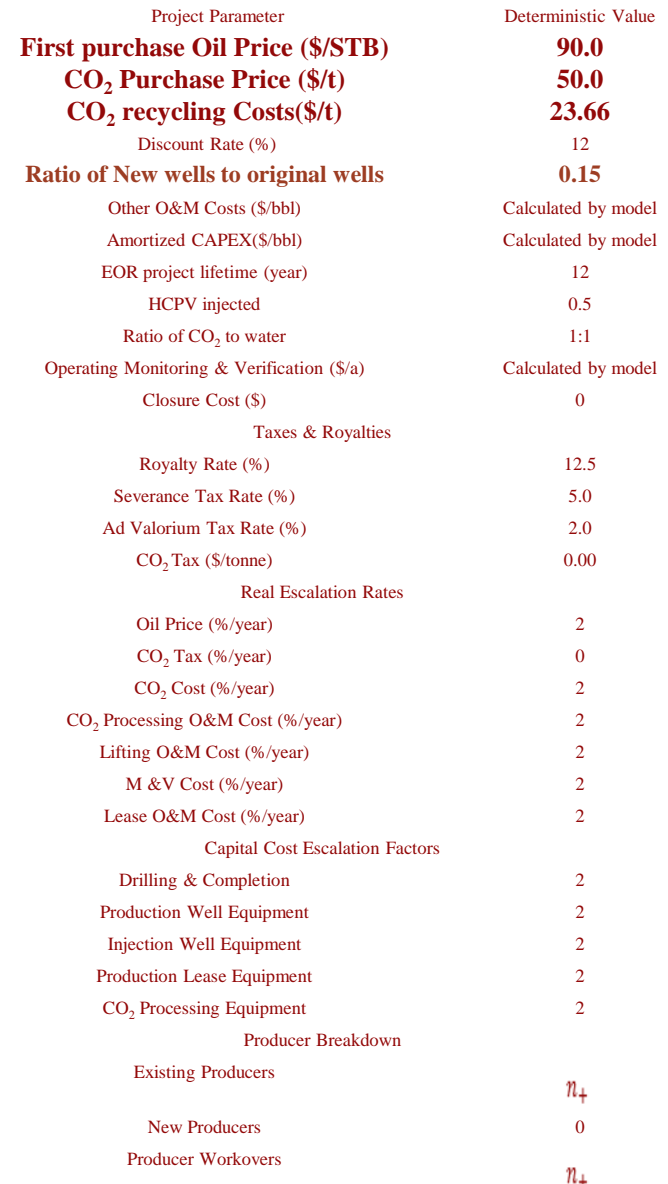 Project Parameter Deterministic Value
First purchase Oil Price ($/STB) 90.0
CO₂ Purchase Price ($/t) 50.0
CO₂ recycling Costs($/t) 23.66
Discount Rate (%) 12
Ratio of New wells to original wells 0.15
Other O&M Costs ($/bbl) Calculated by model
Amortized CAPEX($/bbl) Calculated by model
EOR project lifetime (year) 12
HCPV injected 0.5
Ratio of CO₂ to water 1:1
Operating Monitoring & Verification ($/a) Calculated by model
Closure Cost ($) 0
Taxes & Royalties
Royalty Rate (%) 12.5
Severance Tax Rate (%) 5.0
Ad Valorium Tax Rate (%) 2.0
CO₂ Tax ($/tonne) 0.00
Real Escalation Rates
Oil Price (%/year) 2
CO₂ Tax (%/year) 0
CO₂ Cost (%/year) 2
CO₂ Processing O&M Cost (%/year) 2
Lifting O&M Cost (%/year) 2
M &V Cost (%/year) 2
Lease O&M Cost (%/year) 2
Capital Cost Escalation Factors
Drilling & Completion 2
Production Well Equipment 2
Injection Well Equipment 2
Production Lease Equipment 2
CO₂ Processing Equipment 2
Producer Breakdown
Existing Producers
New Producers 0
Producer Workovers